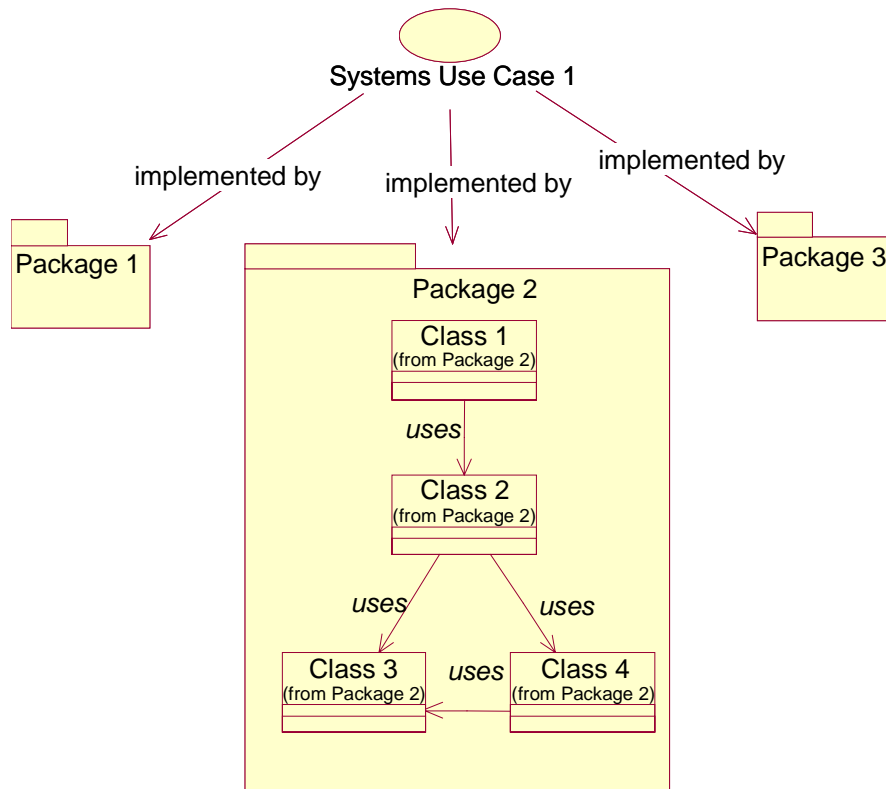 Systems Use Case 1
implemented by
implemented by
implemented by
Package 1
Package 2
Package 3
Class 1
(from Package 2)
uses
Class 2
(from Package 2)
uses
uses
Class 3
(from Package 2)
uses
Class 4
(from Package 2)